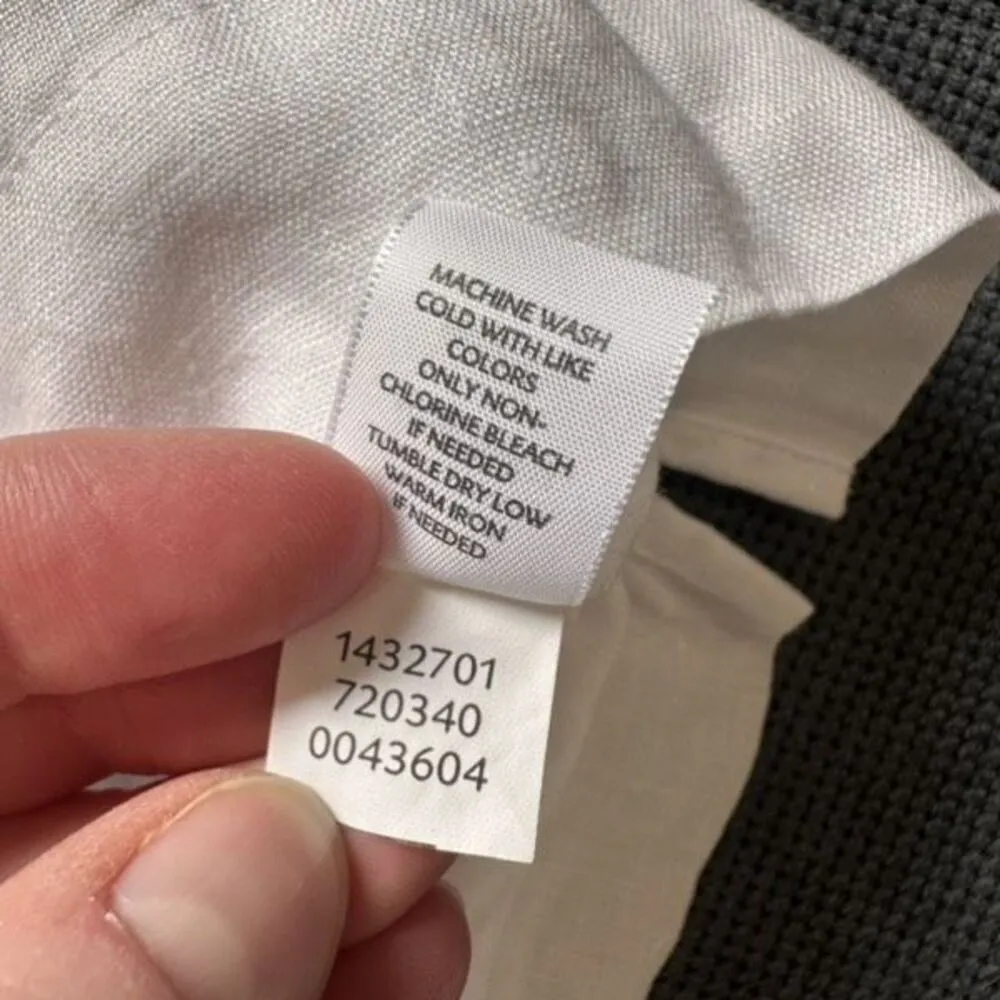 MACHINE WASH
COLD WITH LIKE
COLORS
ONLY NON-
CHLORINE BLEACH
IF NEEDED
TUMBLE DRY LOW
WARM IRON
IF NEEDED
1432701
720340
0043604